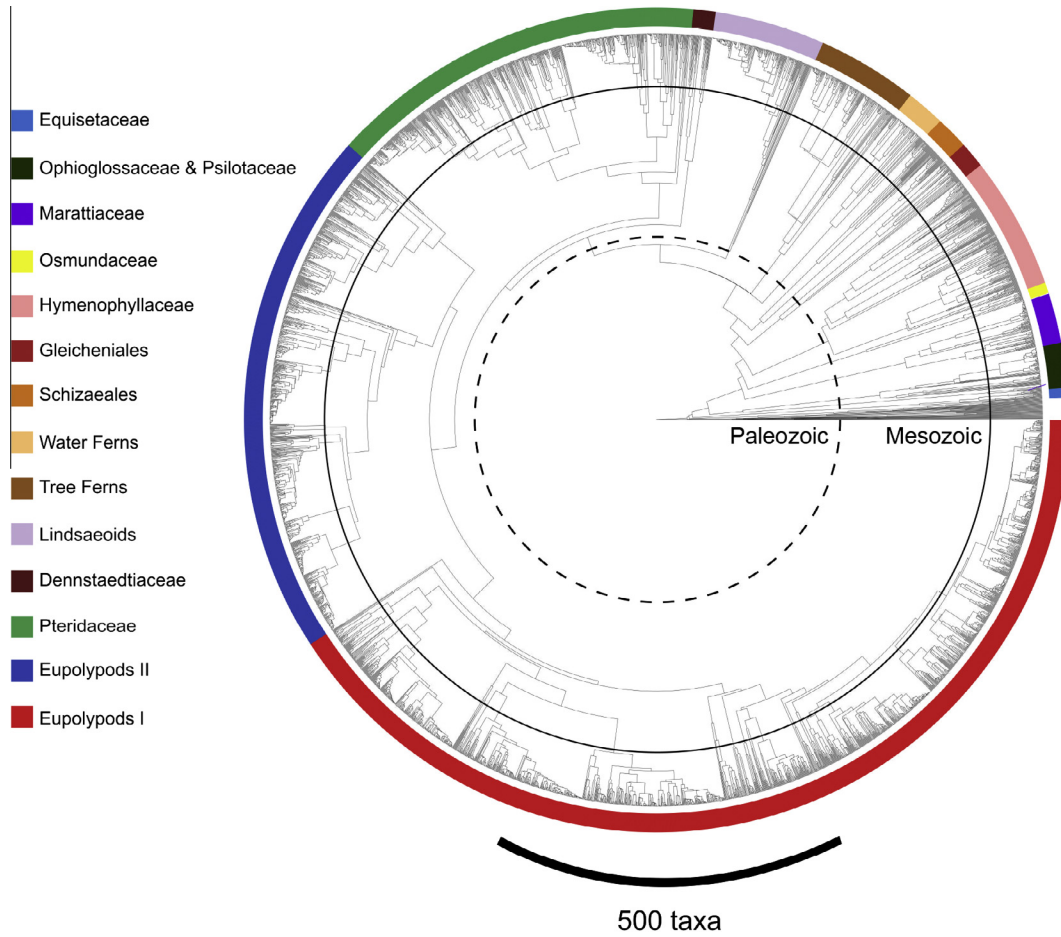 Equisetaceae
Ophioglossaceae & Psilotaceae
Marattiaceae
Osmundaceae
Hymenophyllaceae
Gleicheniales
Schizaeales
Water Ferns
Tree Ferns
Lindsaeoids
Dennstaedtiaceae
Pteridaceae
Eupolypods II
Eupolypods I
Paleozoic
Mesozoic
500 taxa